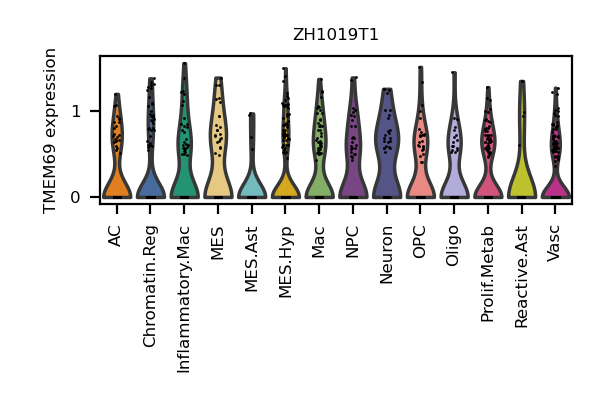 ZH1019T1
TMEM69 expression
1
0
AC
Chromatin.Reg
Inflammatory.Mac
MES
MES.Ast
MES.Hyp
Mac
NPC
Neuron
OPC
Oligo
Prolif.Metab
Reactive.Ast
Vasc